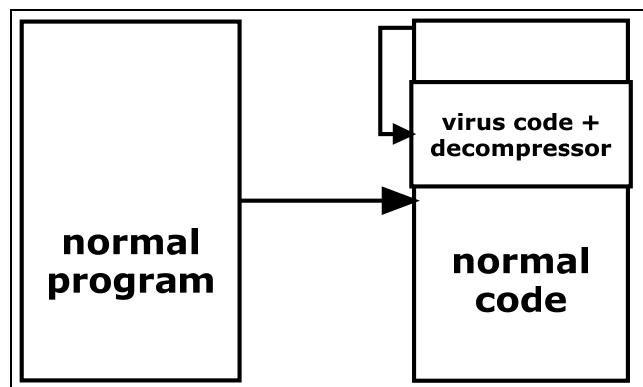 normal
program
virus code +
decompressor
normal
code